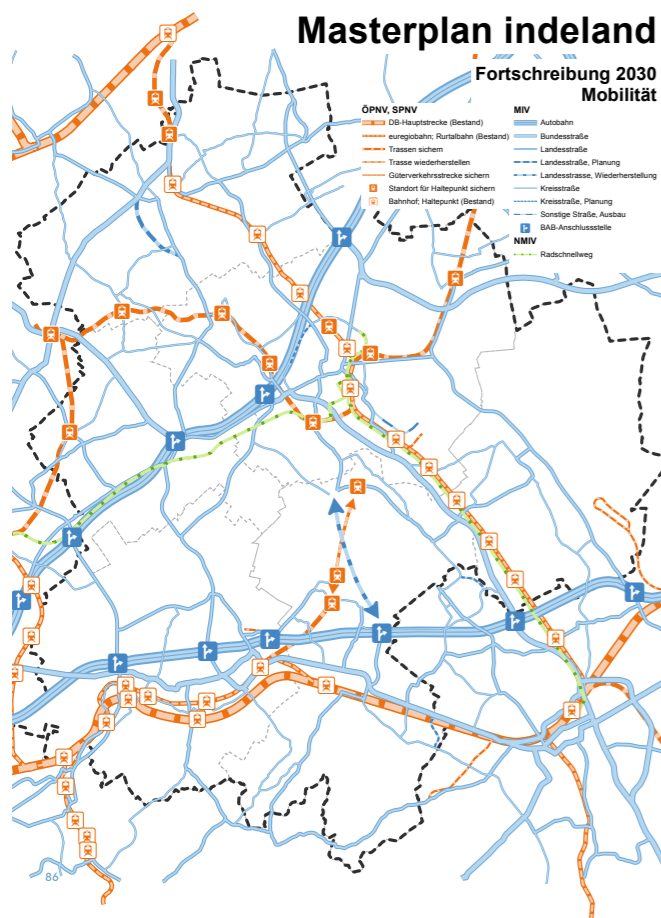 Masterplan indeland
Fortschreibung 2030
Mobilität
ÖPNV, SPNV
DB-Hauptstrecke (Bestand)
euregiobahn; Rurtalbahn (Bestand)
Trassen sichern
Trasse wiederherstellen
Güterverkehrsstrecke sichern
Standort für Haltepunkt sichern
Bahnhof; Haltepunkt (Bestand)
MIV
Autobahn
Bundesstraße
Landesstraße
Landesstraße, Planung
Landesstrasse, Wiederherstellung
Kreisstraße
Kreisstraße, Planung
Sonstige Straße, Ausbau
BAB-Anschlussstelle
NMIV
Radschnellweg
86